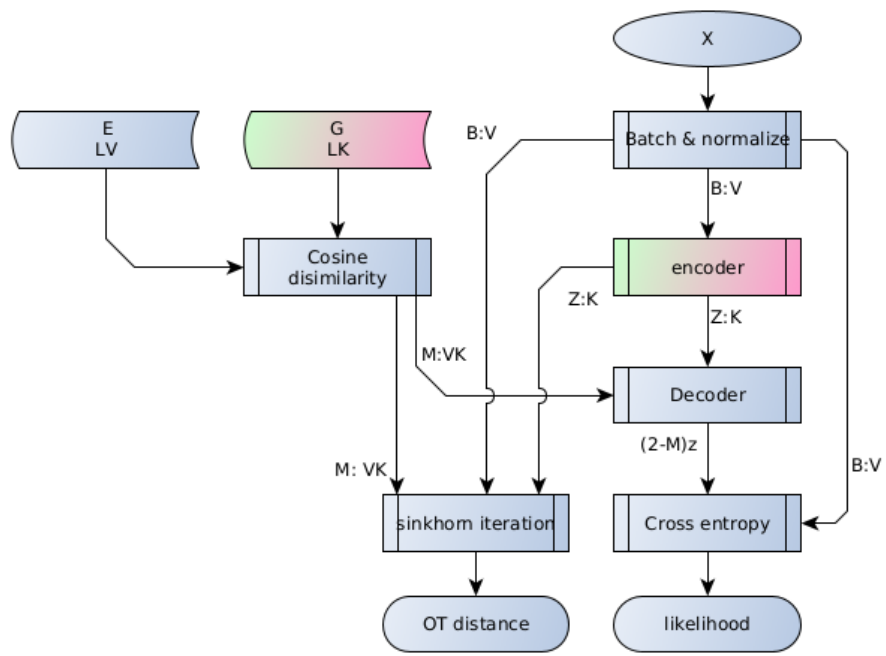 X
E
LV
G
LK
B:V
Batch & normalize
B:V
Cosine
disimilarity
encoder
Z:K
Z:K
M:VK
Decoder
(2-M)z
M: VK
B:V
sinkhorn iteration
Cross entropy
OT distance
likelihood